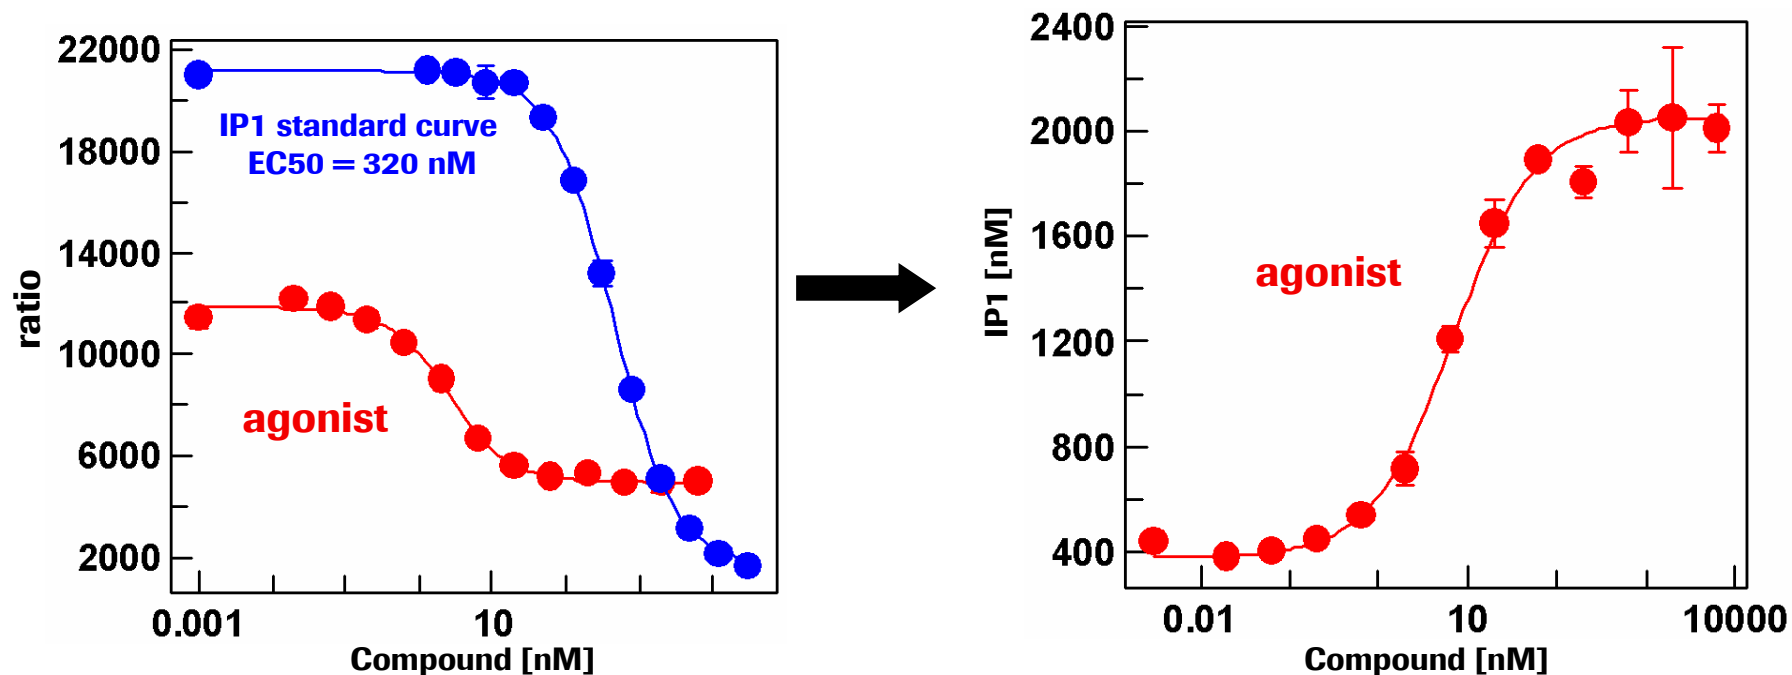 22000
18000
14000
10000
6000
2000
ratio
IP1 standard curve
EC50 = 320 nM
agonist
0.001
10
Compound [nM]
2400
2000
1600
1200
800
400
IP1 [nM]
agonist
0.01
10
10000
Compound [nM]